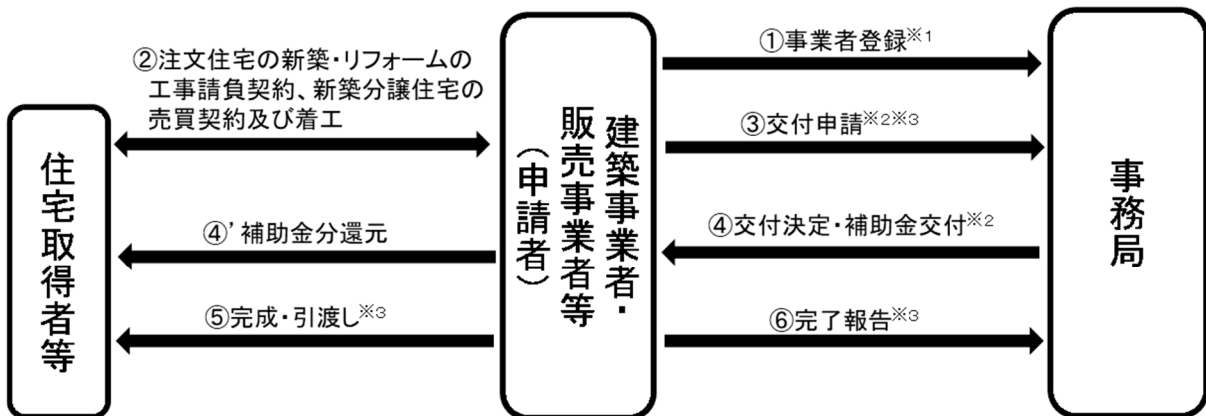 ①事業者登録※1
②注文住宅の新築・リフォームの
工事請負契約、新築分譲住宅の
売買契約及び着工
③交付申請※2※3
④’補助金分還元
④交付決定・補助金交付※2
⑤完成・引渡し※3
⑥完了報告※3
住宅取得者等
建築事業者・
販売事業者等
（申請者）
事務局